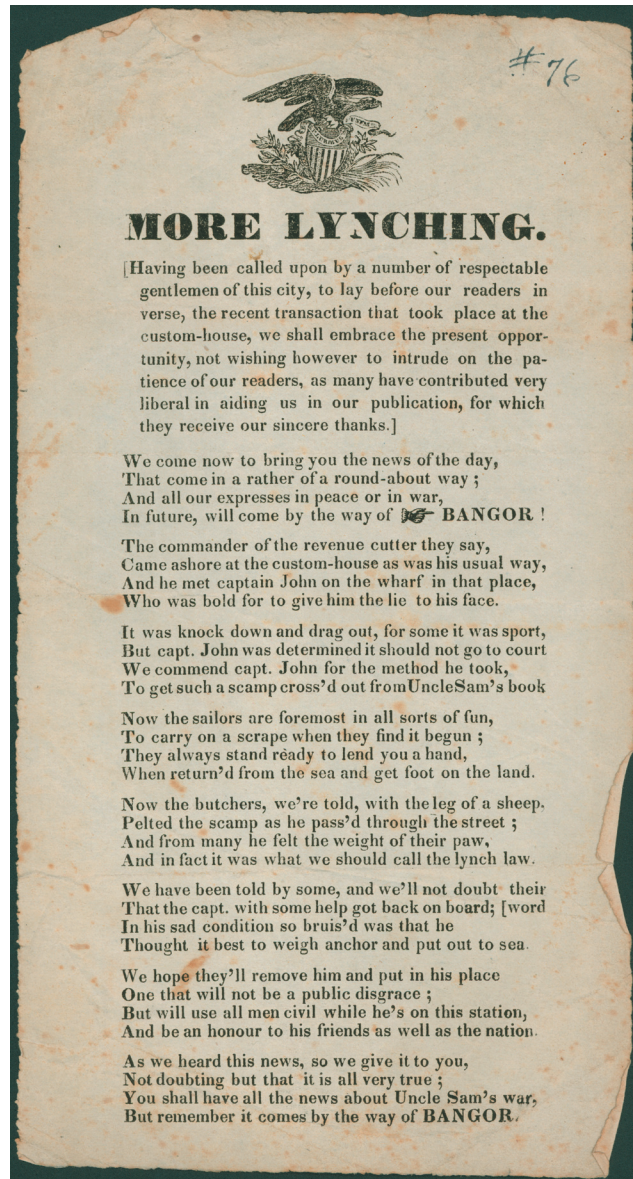 #76
MORE LYNCHING.
[Having been called upon by a number of respectable
gentlemen of this city, to lay before our readers in
verse, the recent transaction that took place at the
custom-house, we shall embrace the present oppor-
tunity, not wishing however to intrude on the pa-
tience of our readers, as many have contributed very
liberal in aiding us in our publication, for which
they receive our sincere thanks.]
We come now to bring you the news of the day,
That come in a rather of a round-about way ;
And all our expresses in peace or in war,
In future, will come by the way of ☞ BANGOR !
The commander of the revenue cutter they say,
Came ashore at the custom-house as was his usual way,
And he met captain John on the wharf in that place,
Who was bold for to give him the lie to his face.
It was knock down and drag out, for some it was sport,
But capt. John was determined it should not go to court
We commend capt. John for the method he took,
To get such a scamp cross'd out from Uncle Sam's book
Now the sailors are foremost in all sorts of fun,
To carry on a scrape when they find it begun ;
They always stand ready to lend you a hand,
When return'd from the sea and get foot on the land.
Now the butchers, we're told, with the leg of a sheep.
Pelted the scamp as he pass'd through the street ;
And from many he felt the weight of their paw,
And in fact it was what we should call the lynch law.
We have been told by some, and we'll not doubt their
That the capt. with some help got back on board; [word
In his sad condition so bruis'd was that he
Thought it best to weigh anchor and put out to sea.
We hope they'll remove him and put in his place
One that will not be a public disgrace ;
But will use all men civil while he's on this station,
And be an honour to his friends as well as the nation.
As we heard this news, so we give it to you,
Not doubting but that it is all very true ;
You shall have all the news about Uncle Sam's war,
But remember it comes by the way of BANGOR.